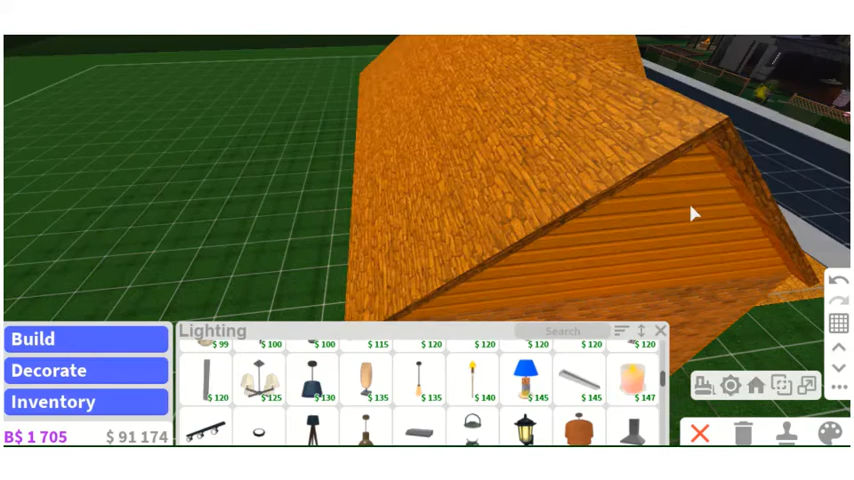 Lighting
Search
$ 99
$ 100
$ 100
$ 115
$ 120
$ 120
$ 120
$ 120
$ 120
Build
Decorate
Inventory
$ 120
$ 125
$ 130
$ 135
$ 135
$ 140
$ 145
$ 145
$ 147
B$ 1 705
$ 91 174